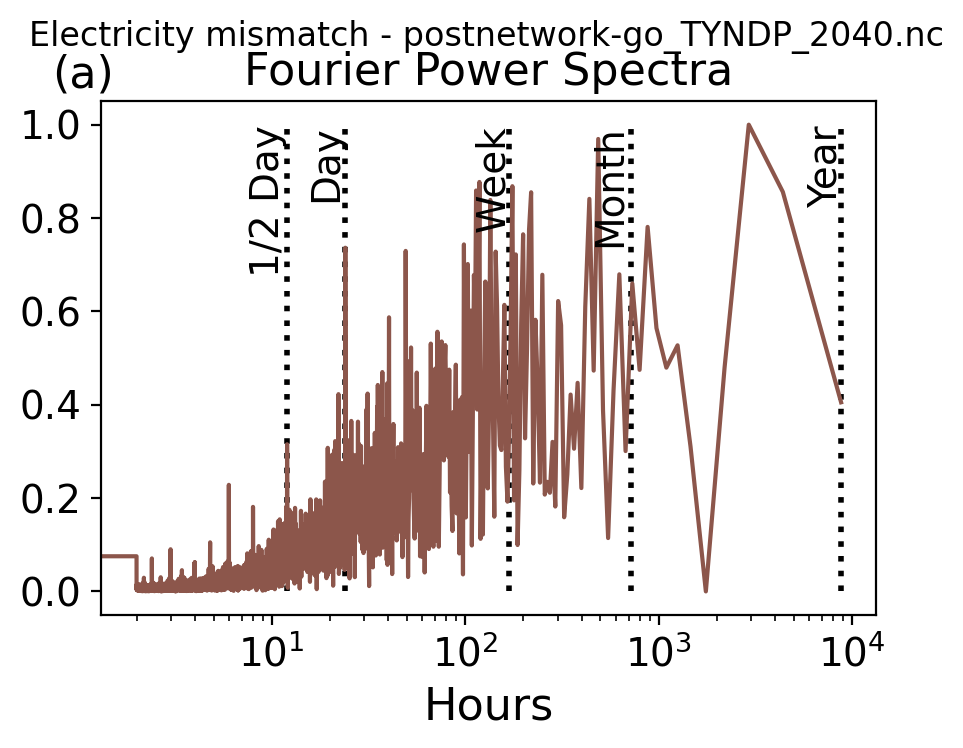 Electricity mismatch - postnetwork-go_TYNDP_2040.nc
(a) Fourier Power Spectra
1.0
0.8
0.6
0.4
0.2
0.0
1/2 Day
Day
Week
Month
Year
10¹ 10² 10³ 10⁴
Hours